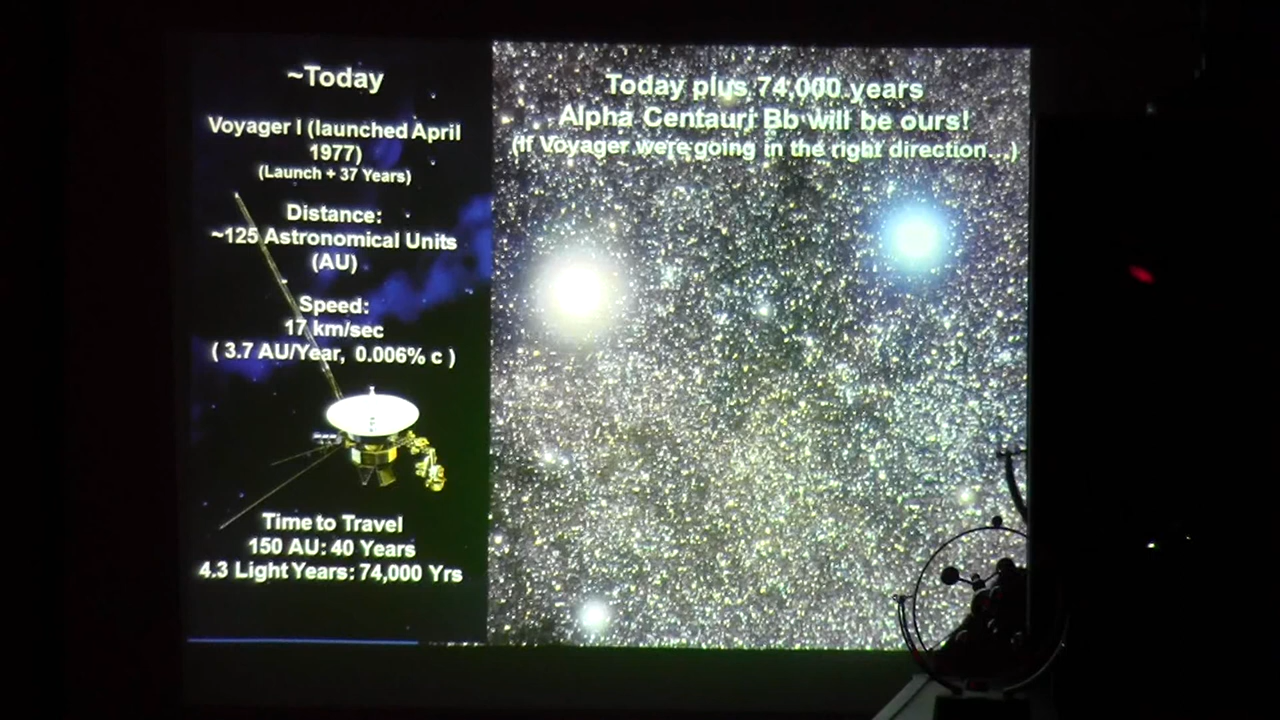 ~Today
Voyager I (launched April
1977)
(Launch + 37 Years)
Distance:
~125 Astronomical Units
(AU)
Speed:
17 km/sec
( 3.7 AU/Year, 0.006% c )
Time to Travel
150 AU: 40 Years
4.3 Light Years: 74,000 Yrs
Today plus 74,000 years
Alpha Centauri Bb will be ours!
(If Voyager were going in the right direction…)